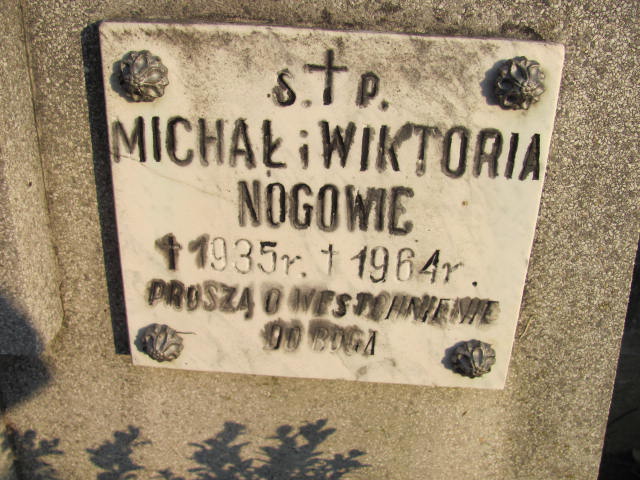 s. † p.
MICHAŁ i WIKTORIA
NOGOWIE
† 1935 r. † 1964 r.
PROSZĄ O WESTCHNIENIE
DO BOGA